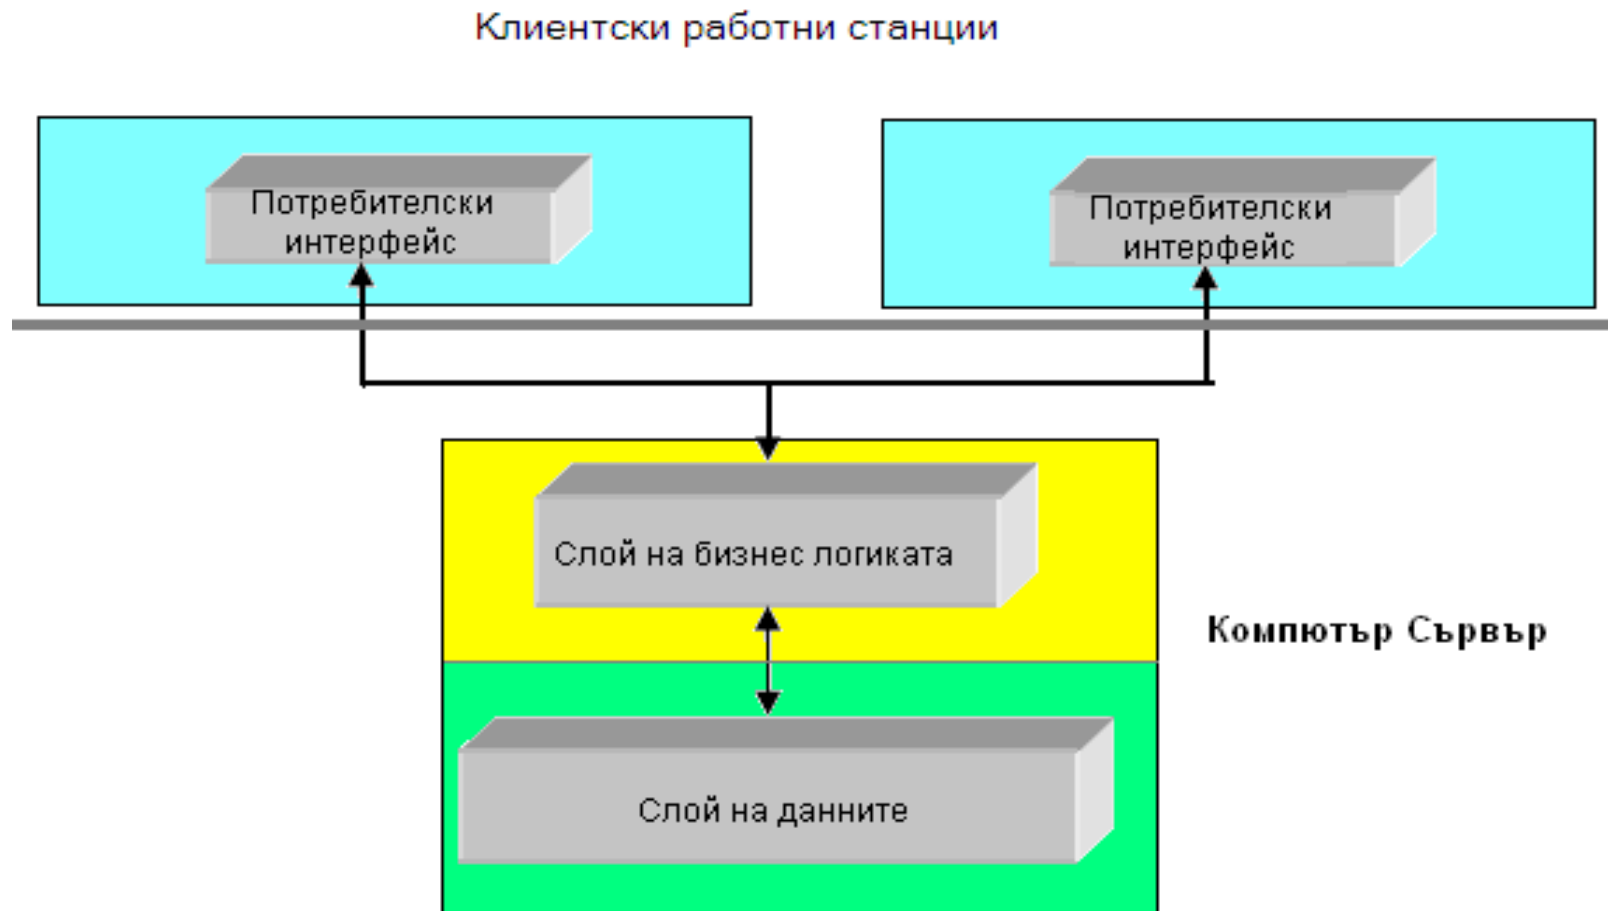 Клиентски работни станции
Потребителски
интерфейс
Потребителски
интерфейс
Слой на бизнес логиката
Компютър Сървър
Слой на данните